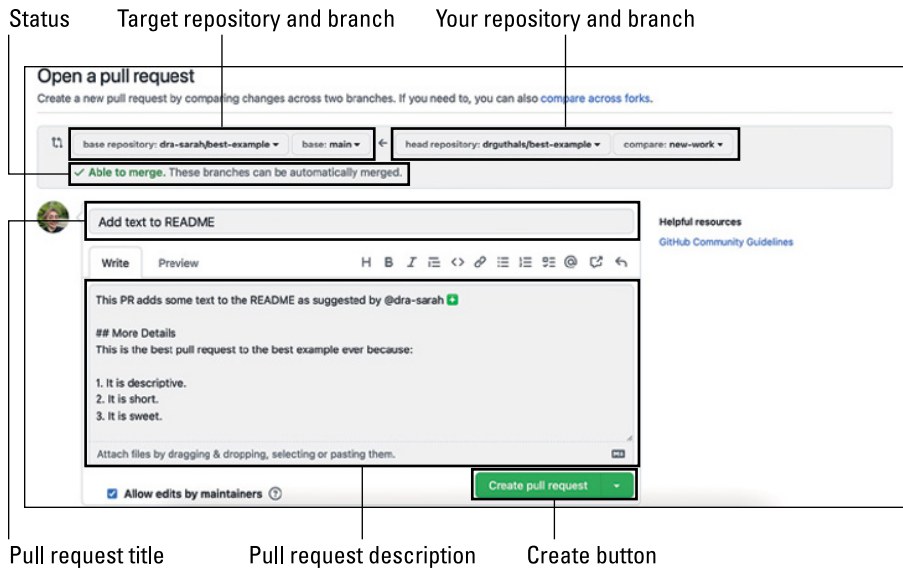 Status
Target repository and branch
Your repository and branch
Open a pull request
Create a new pull request by comparing changes across two branches. If you need to, you can also compare across forks.
base repository: dra-sarah/best-example
base: main
head repository: drguthals/best-example
compare: new-work
Able to merge. These branches can be automatically merged.
Add text to README
Helpful resources
GitHub Community Guidelines
Write
Preview
H B I <> @
This PR adds some text to the README as suggested by @dra-sarah
## More Details
This is the best pull request to the best example ever because:
1. It is descriptive.
2. It is short.
3. It is sweet.
Attach files by dragging & dropping, selecting or pasting them.
Allow edits by maintainers ?
Create pull request
Pull request title
Pull request description
Create button